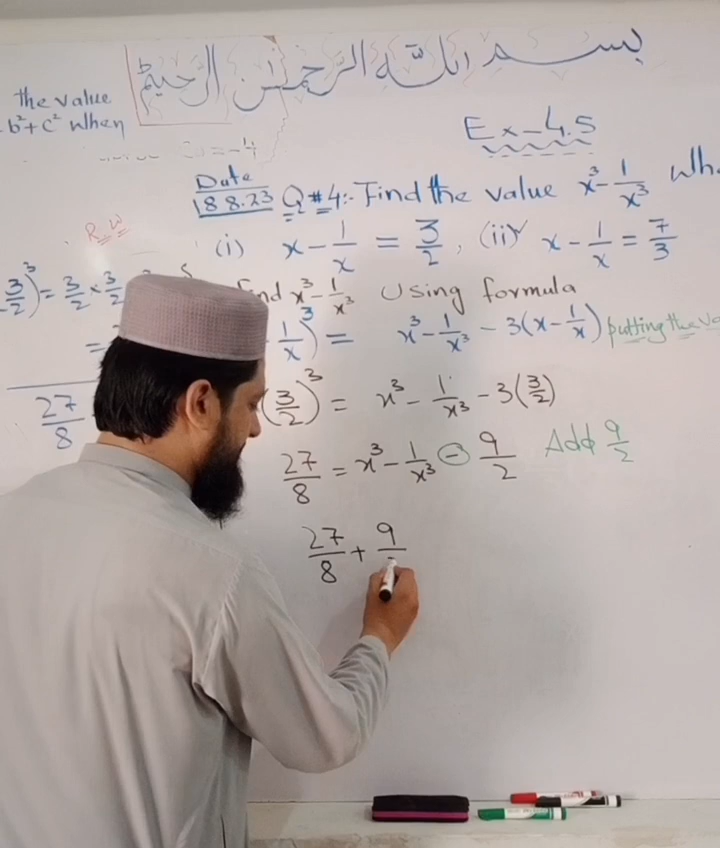 بسم الله الرحمن الرحیم
The value
b²+c² when
Ex-4.5
Date
18 8.23
Q#4:- Find the value x³-1/x³ Wh
(i) x-1/x = 3/2, (ii) x-1/x = 7/3
R.W
3/2)³ = 3/2 × 3/2
ind x³-1/x³ Using formula
1/x)³ = x³-1/x³ - 3(x-1/x) putting the va
=
27/8
(3/2)³ = x³ - 1/x³ - 3(3/2)
27/8 = x³-1/x³ - 9/2 Add 9/2
27/8 + 9/